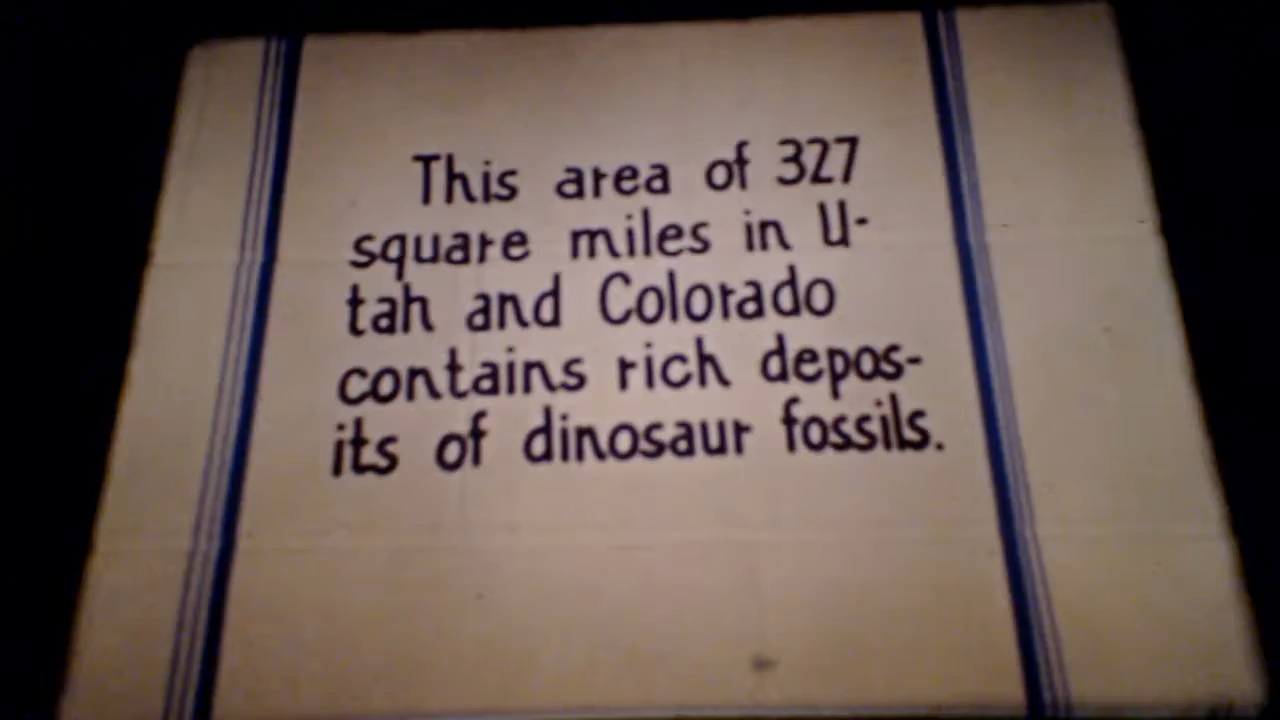 This area of 327
square miles in U-
tah and Colorado
contains rich depos-
its of dinosaur fossils.